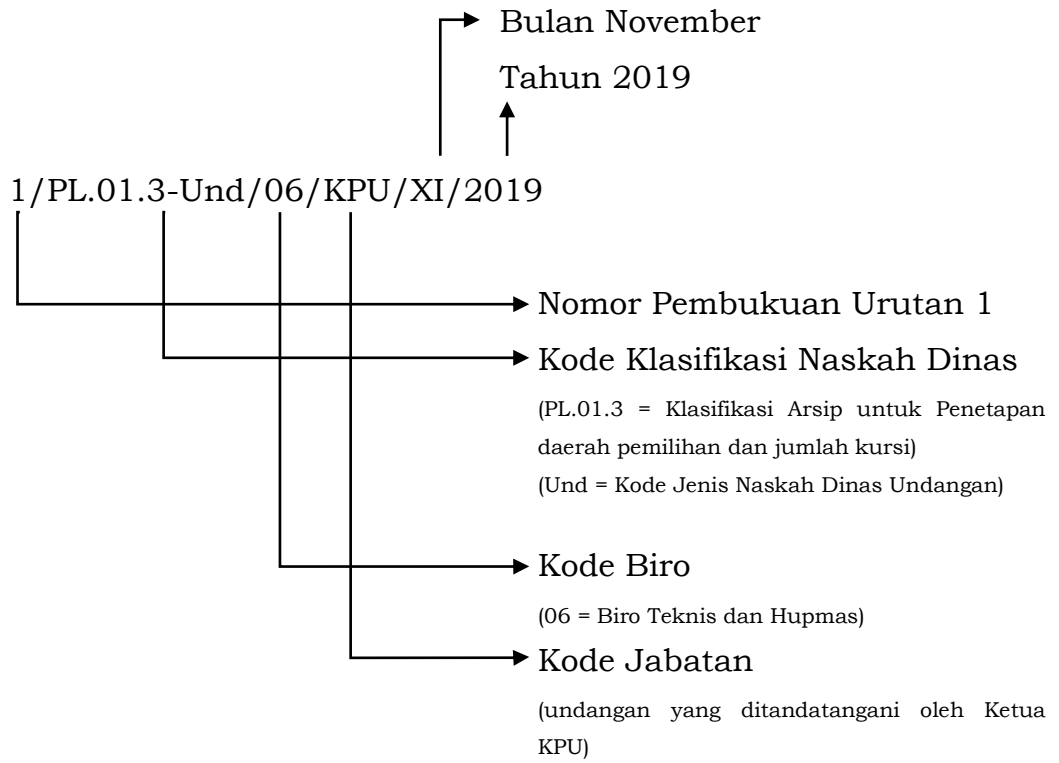 Bulan November
Tahun 2019
1/PL.01.3-Und/06/KPU/XI/2019
Nomor Pembukuan Urutan 1
Kode Klasifikasi Naskah Dinas
(PL.01.3 = Klasifikasi Arsip untuk Penetapan
daerah pemilihan dan jumlah kursi)
(Und = Kode Jenis Naskah Dinas Undangan)
Kode Biro
(06 = Biro Teknis dan Hupmas)
Kode Jabatan
(undangan yang ditandatangani oleh Ketua
KPU)